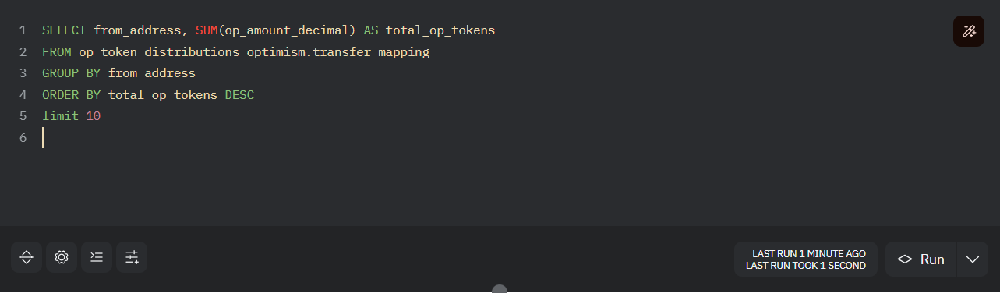 1 SELECT from_address, SUM(op_amount_decimal) AS total_op_tokens
2 FROM op_token_distributions_optimism.transfer_mapping
3 GROUP BY from_address
4 ORDER BY total_op_tokens DESC
5 limit 10
6
LAST RUN 1 MINUTE AGO
LAST RUN TOOK 1 SECOND
Run